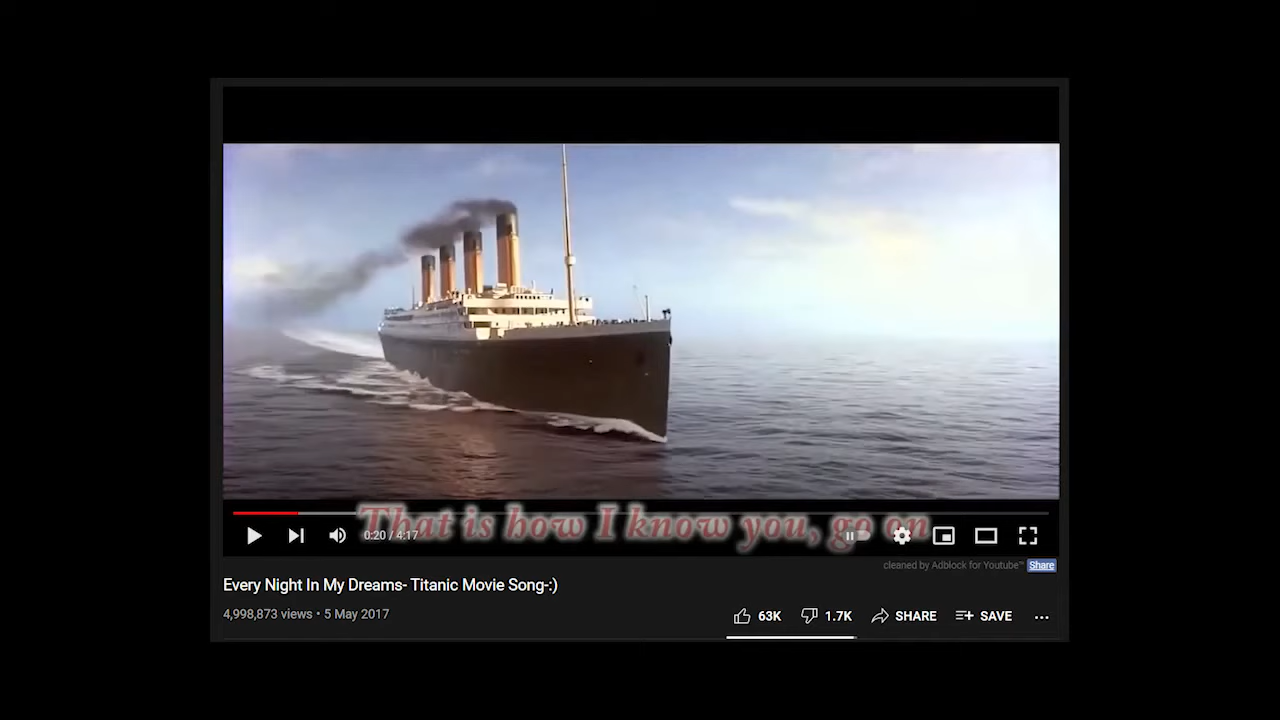 That is how I know you, go on
0:20 / 4:17
cleaned by Adblock for Youtube™ Share
Every Night In My Dreams- Titanic Movie Song-:)
4,998,873 views • 5 May 2017
63K 1.7K SHARE SAVE